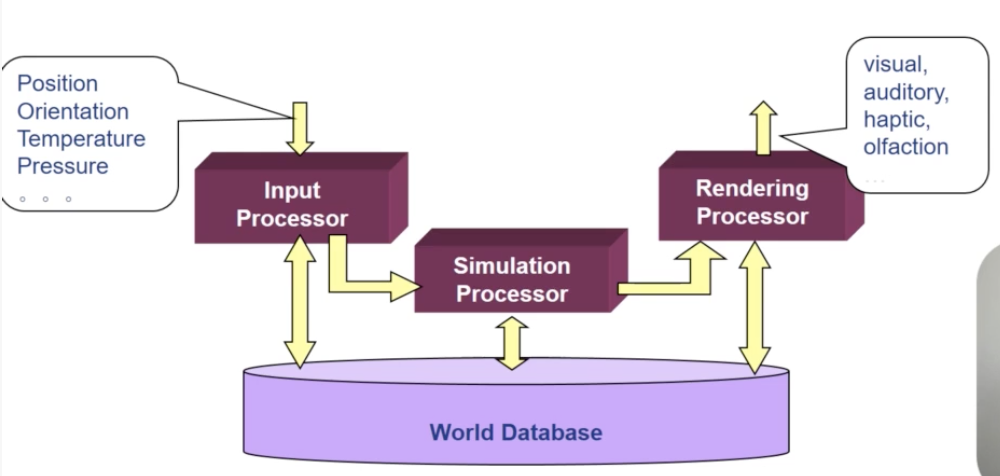 Position
Orientation
Temperature
Pressure
。。。
Input
Processor
Simulation
Processor
Rendering
Processor
visual,
auditory,
haptic,
olfaction
...
World Database